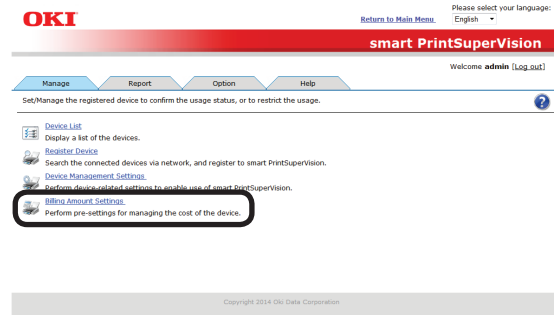 Please select your language:
OKI
Return to Main Menu
English
smart PrintSuperVision
Welcome admin [Log out]
Manage
Report
Option
Help
Set/Manage the registered device to confirm the usage status, or to restrict the usage.
?
Device List
Display a list of the devices.
Register Device
Search the connected devices via network, and register to smart PrintSuperVision.
Device Management Settings
Perform device-related settings to enable use of smart PrintSuperVision.
Billing Amount Settings
Perform pre-settings for managing the cost of the device.
Copyright 2014 Oki Data Corporation